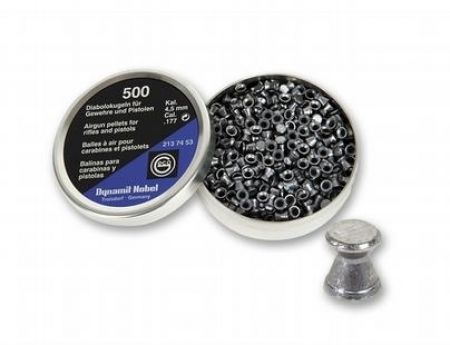 500
Diabolokugeln für
Gewehre und Pistolen
Kal.
4,5 mm
Airgun pellets for
rifles and pistols
Cal.
.177
Balles à air pour
carabines et pistolets
213 74 53
Balinas para
carabinas y
pistolas
Dynamit Nobel
Troisdorf · Germany